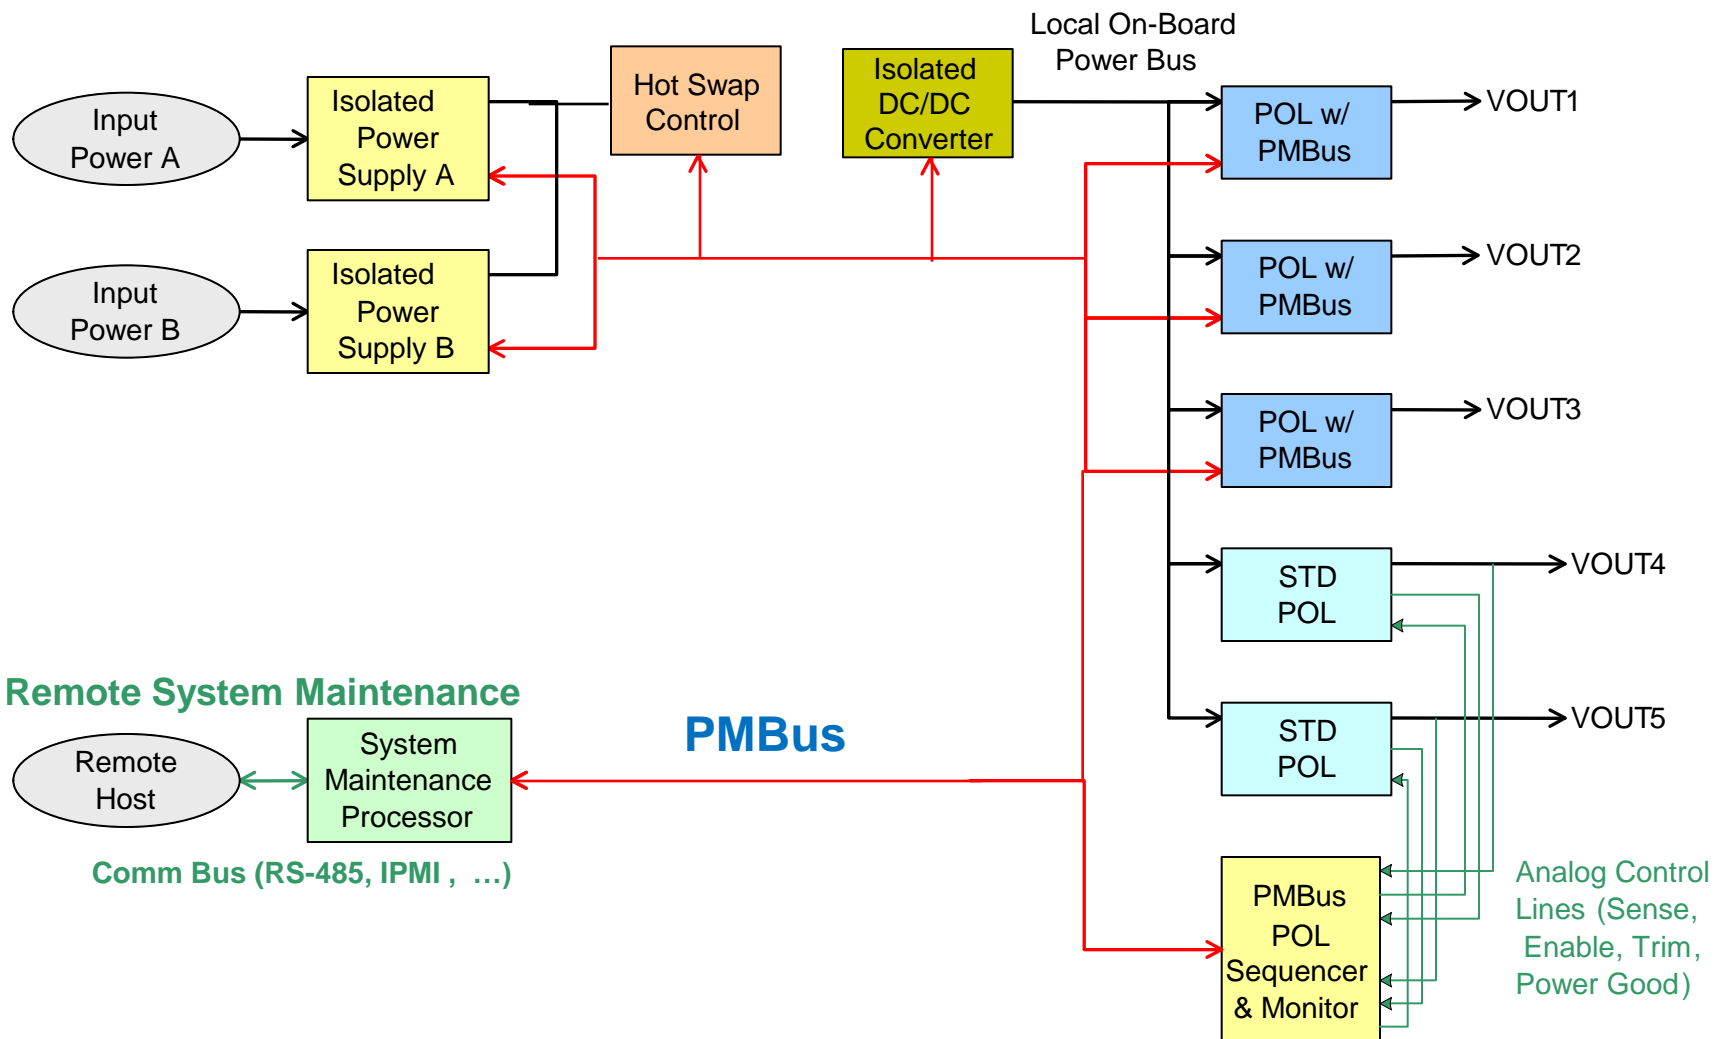 Local On-Board
Power Bus
Input
Power A
Isolated
Power
Supply A
Hot Swap
Control
Isolated
DC/DC
Converter
POL w/
PMBus
VOUT1
Input
Power B
Isolated
Power
Supply B
POL w/
PMBus
VOUT2
POL w/
PMBus
VOUT3
STD
POL
VOUT4
Remote System Maintenance
Remote
Host
System
Maintenance
Processor
PMBus
STD
POL
VOUT5
Comm Bus (RS-485, IPMI , …)
PMBus
POL
Sequencer
& Monitor
Analog Control
Lines (Sense,
Enable, Trim,
Power Good)